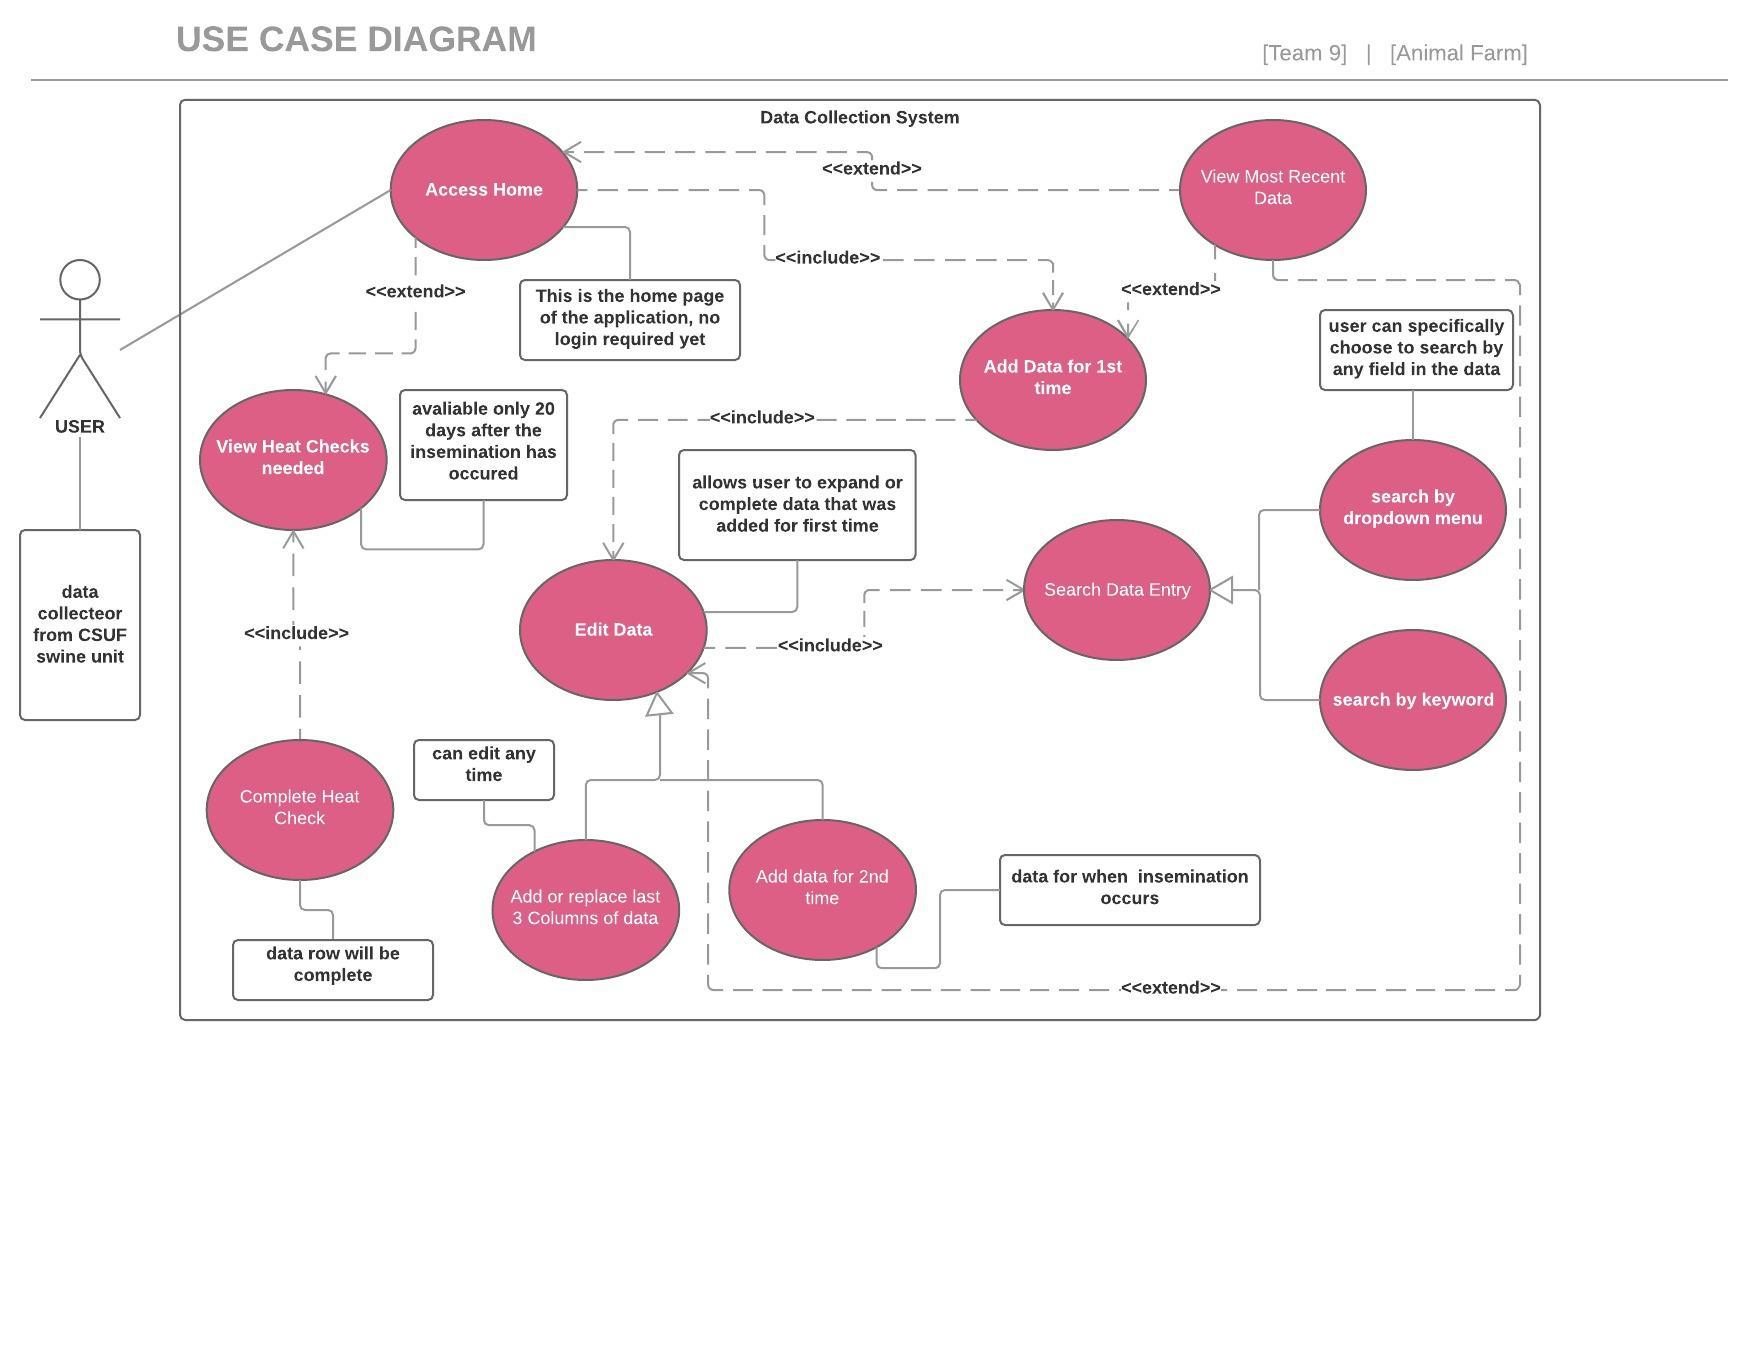 USE CASE DIAGRAM
[Team 9] | [Animal Farm]
Data Collection System
Access Home
<<extend>>
View Most Recent
Data
<<include>>
<<extend>>
<<extend>>
This is the home page
of the application, no
login required yet
user can specifically
choose to search by
any field in the data
Add Data for 1st
time
USER
View Heat Checks
needed
avaliable only 20
days after the
insemination has
occured
<<include>>
allows user to expand or
complete data that was
added for first time
search by
dropdown menu
data
collecteor
from CSUF
swine unit
Search Data Entry
Edit Data
<<include>>
<<include>>
search by keyword
can edit any
time
Complete Heat
Check
Add or replace last
3 Columns of data
Add data for 2nd
time
data for when  insemination
occurs
data row will be
complete
<<extend>>